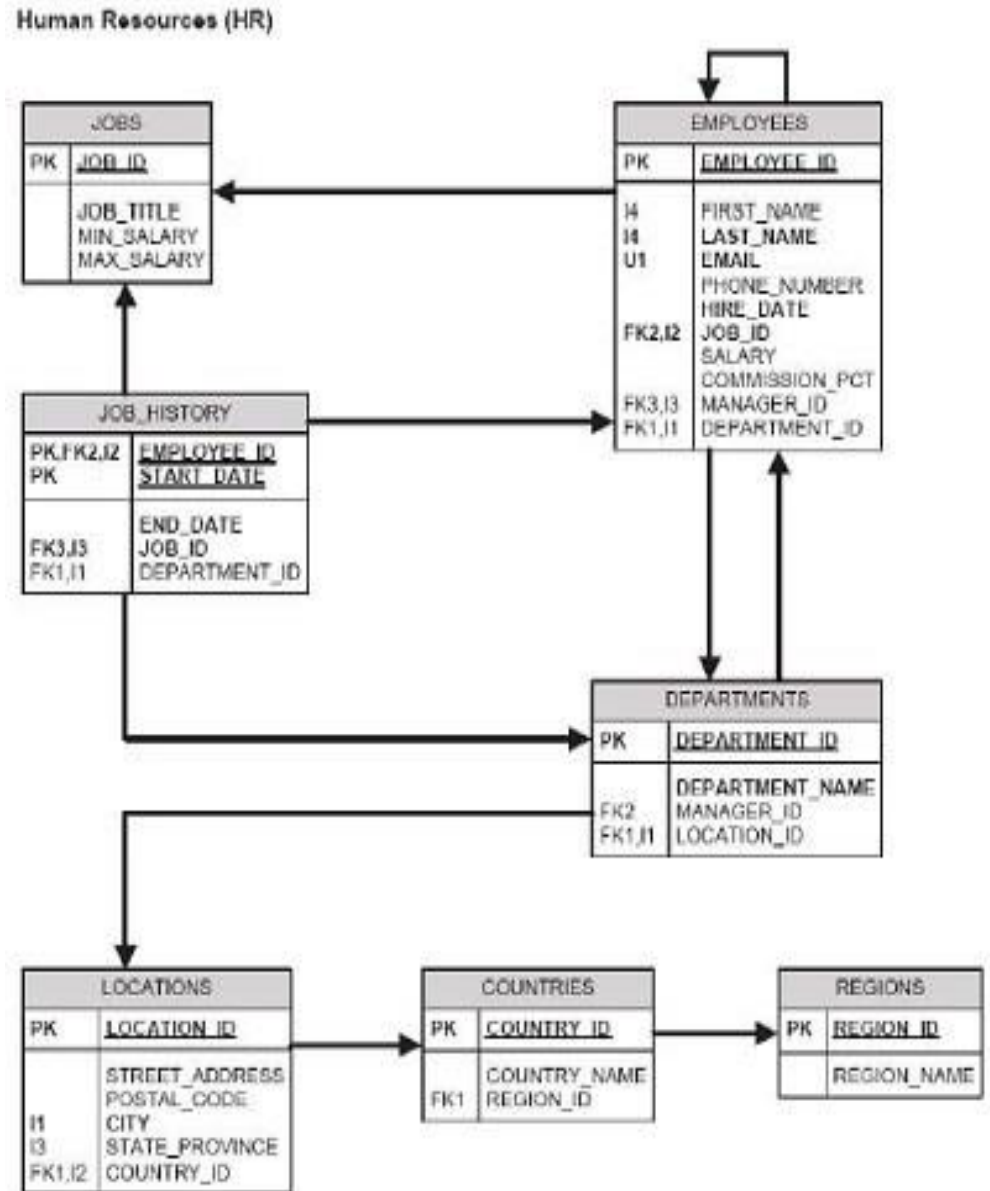 Human Resources (HR)
JOBS
PK JOB_ID
JOB_TITLE
MIN_SALARY
MAX_SALARY
EMPLOYEES
PK EMPLOYEE_ID
I4 FIRST_NAME
I4 LAST_NAME
U1 EMAIL
PHONE_NUMBER
HIRE_DATE
FK2,I2 JOB_ID
SALARY
COMMISSION_PCT
FK3,I3 MANAGER_ID
FK1,I1 DEPARTMENT_ID
JOB_HISTORY
PK,FK2,I2 EMPLOYEE_ID
PK START_DATE
END_DATE
FK3,I3 JOB_ID
FK1,I1 DEPARTMENT_ID
DEPARTMENTS
PK DEPARTMENT_ID
DEPARTMENT_NAME
FK2 MANAGER_ID
FK1,I1 LOCATION_ID
LOCATIONS
PK LOCATION_ID
STREET_ADDRESS
POSTAL_CODE
I1 CITY
I3 STATE_PROVINCE
FK1,I2 COUNTRY_ID
COUNTRIES
PK COUNTRY_ID
COUNTRY_NAME
FK1 REGION_ID
REGIONS
PK REGION_ID
REGION_NAME